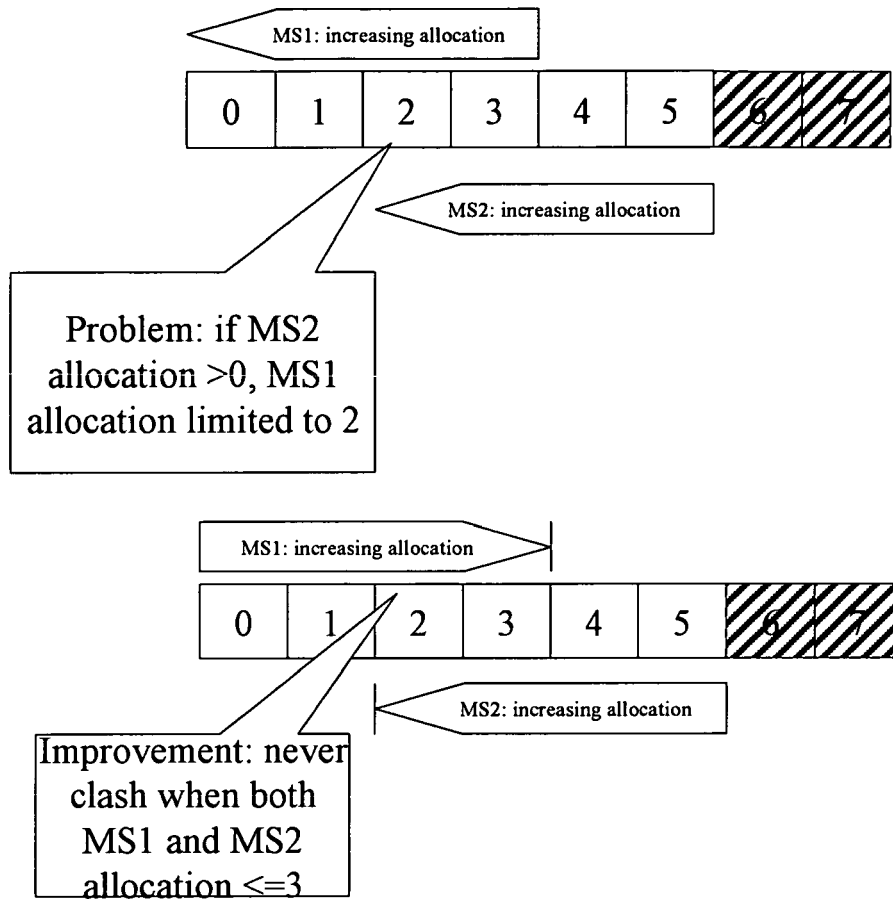 MS1: increasing allocation
0 1 2 3 4 5 6 7
MS2: increasing allocation
Problem: if MS2
allocation >0, MS1
allocation limited to 2
MS1: increasing allocation
0 1 2 3 4 5 6 7
MS2: increasing allocation
Improvement: never
clash when both
MS1 and MS2
allocation <=3